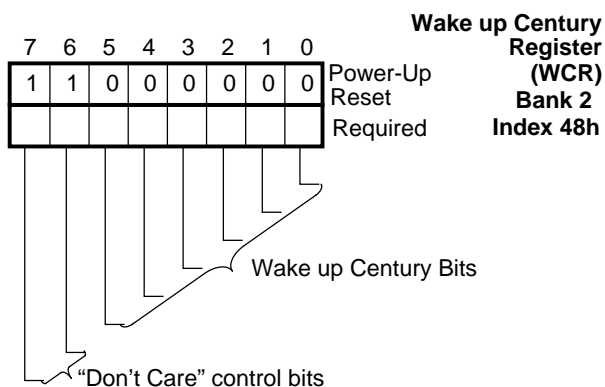 Wake up Century
Register
(WCR)
Bank 2
Index 48h
7 6 5 4 3 2 1 0
1 1 0 0 0 0 0 0
Power-Up
Reset
Required
Wake up Century Bits
“Don’t Care” control bits